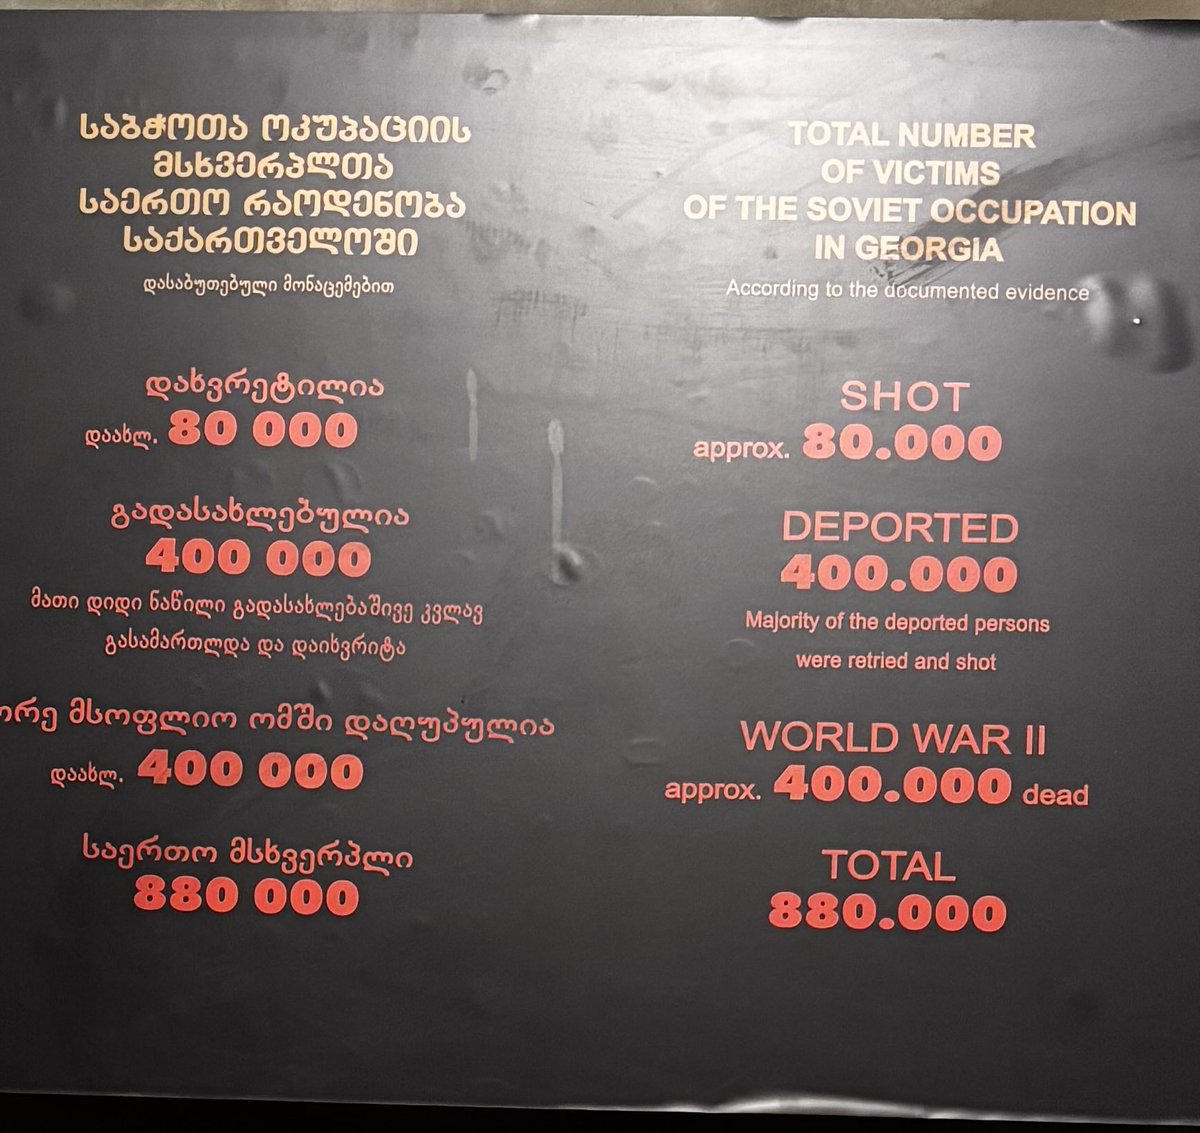 საბჭოთა ოკუპაციის
მსხვერპლთა
საერთო რაოდენობა
საქართველოში
დასაბუთებული მონაცემებით
დახვრეტილია
დაახლ. 80 000
გადასახლებულია
400 000
მათი დიდი ნაწილი გადასახლებაშივე კვლავ
გასამართლდა და დაიხვრიტა
ორე მსოფლიო ომში დაღუპულია
დაახლ. 400 000
საერთო მსხვერპლი
880 000
TOTAL NUMBER
OF VICTIMS
OF THE SOVIET OCCUPATION
IN GEORGIA
According to the documented evidence
SHOT
approx. 80.000
DEPORTED
400.000
Majority of the deported persons
were retried and shot
WORLD WAR II
approx. 400.000 dead
TOTAL
880.000